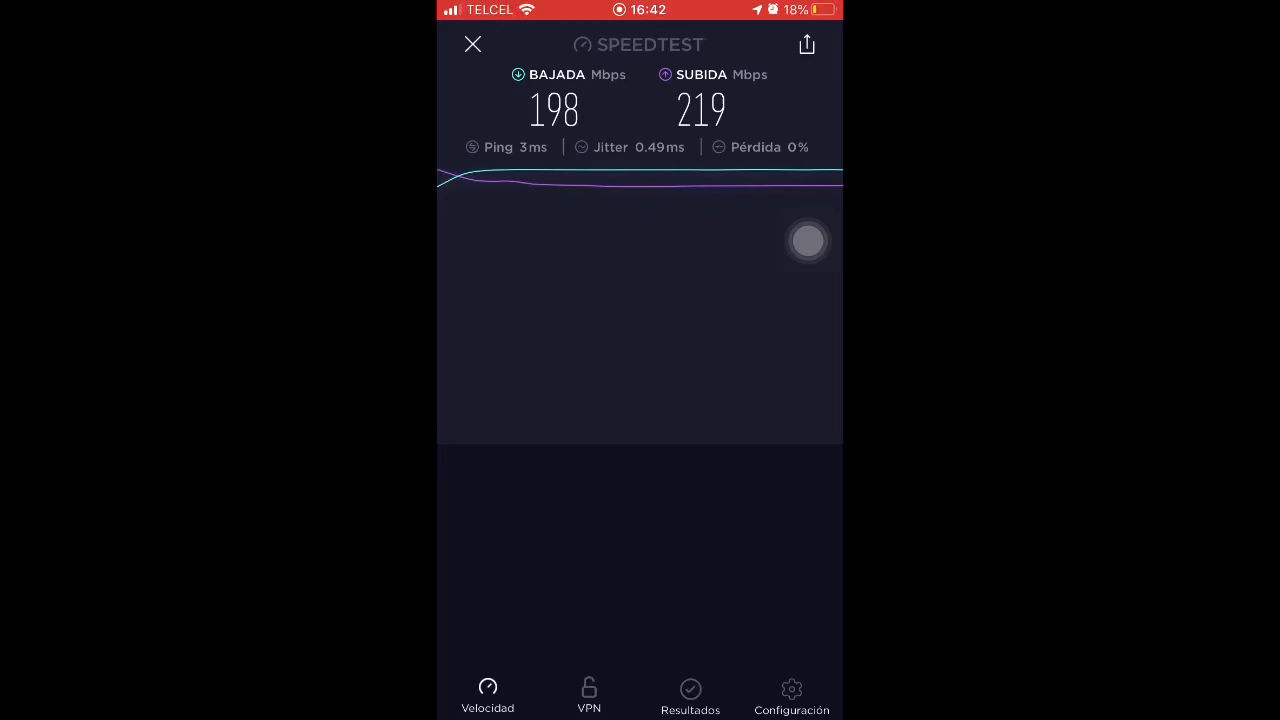 TELCEL 16:42 18%
SPEEDTEST
BAJADA Mbps SUBIDA Mbps
198 219
Ping 3ms Jitter 0.49ms Pérdida 0%
Velocidad VPN Resultados Configuración